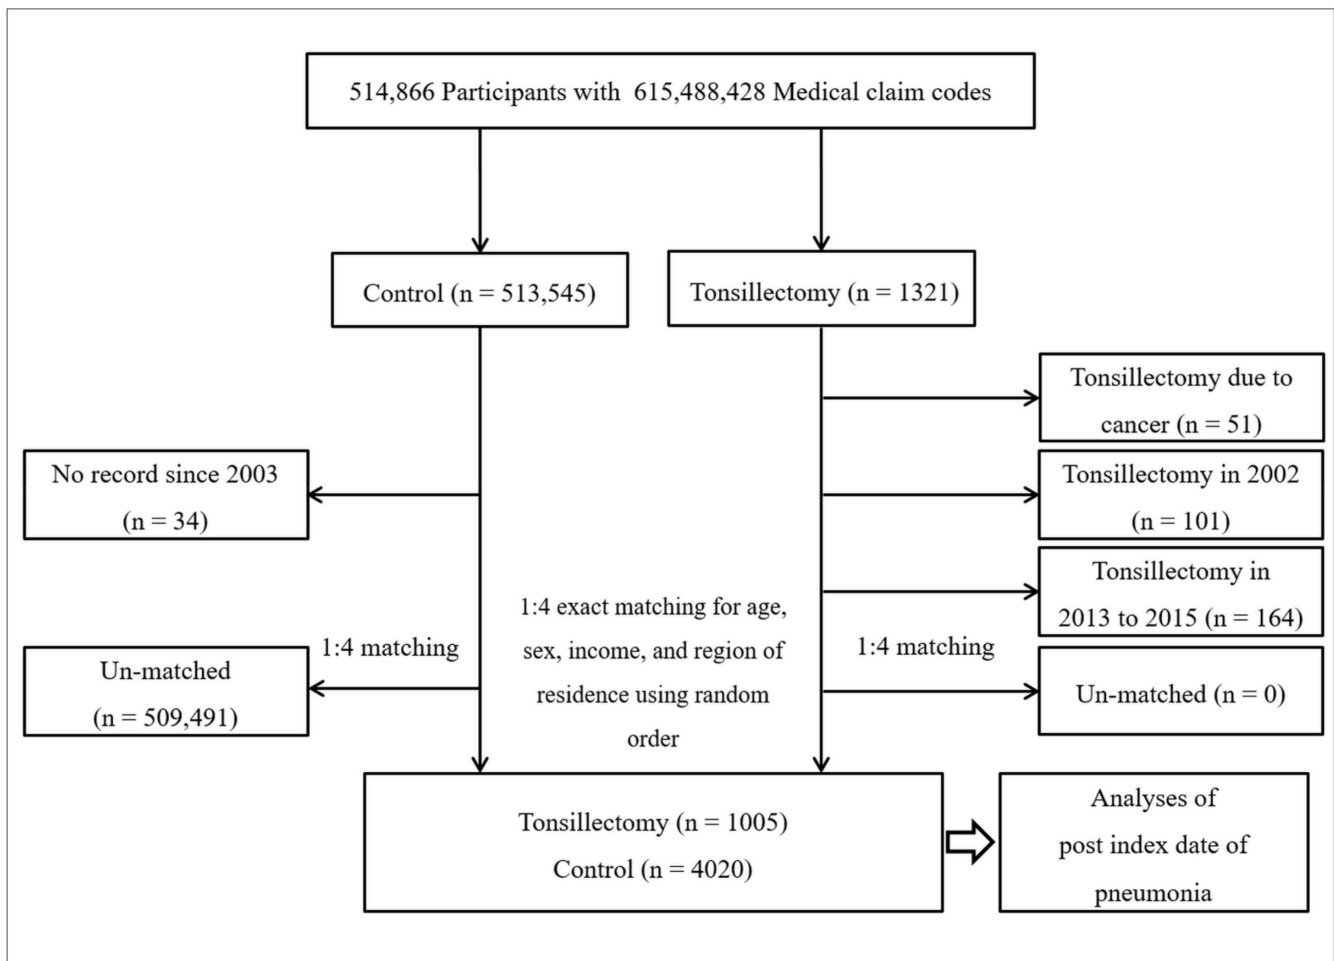 514,866 Participants with 615,488,428 Medical claim codes
Control (n = 513,545)
Tonsillectomy (n = 1321)
Tonsillectomy due to
cancer (n = 51)
No record since 2003
(n = 34)
Tonsillectomy in 2002
(n = 101)
Tonsillectomy in
2013 to 2015 (n = 164)
1:4 matching
1:4 exact matching for age,
sex, income, and region of
residence using random
order
1:4 matching
Un-matched
(n = 509,491)
Un-matched (n = 0)
Tonsillectomy (n = 1005)
Control (n = 4020)
Analyses of
post index date of
pneumonia